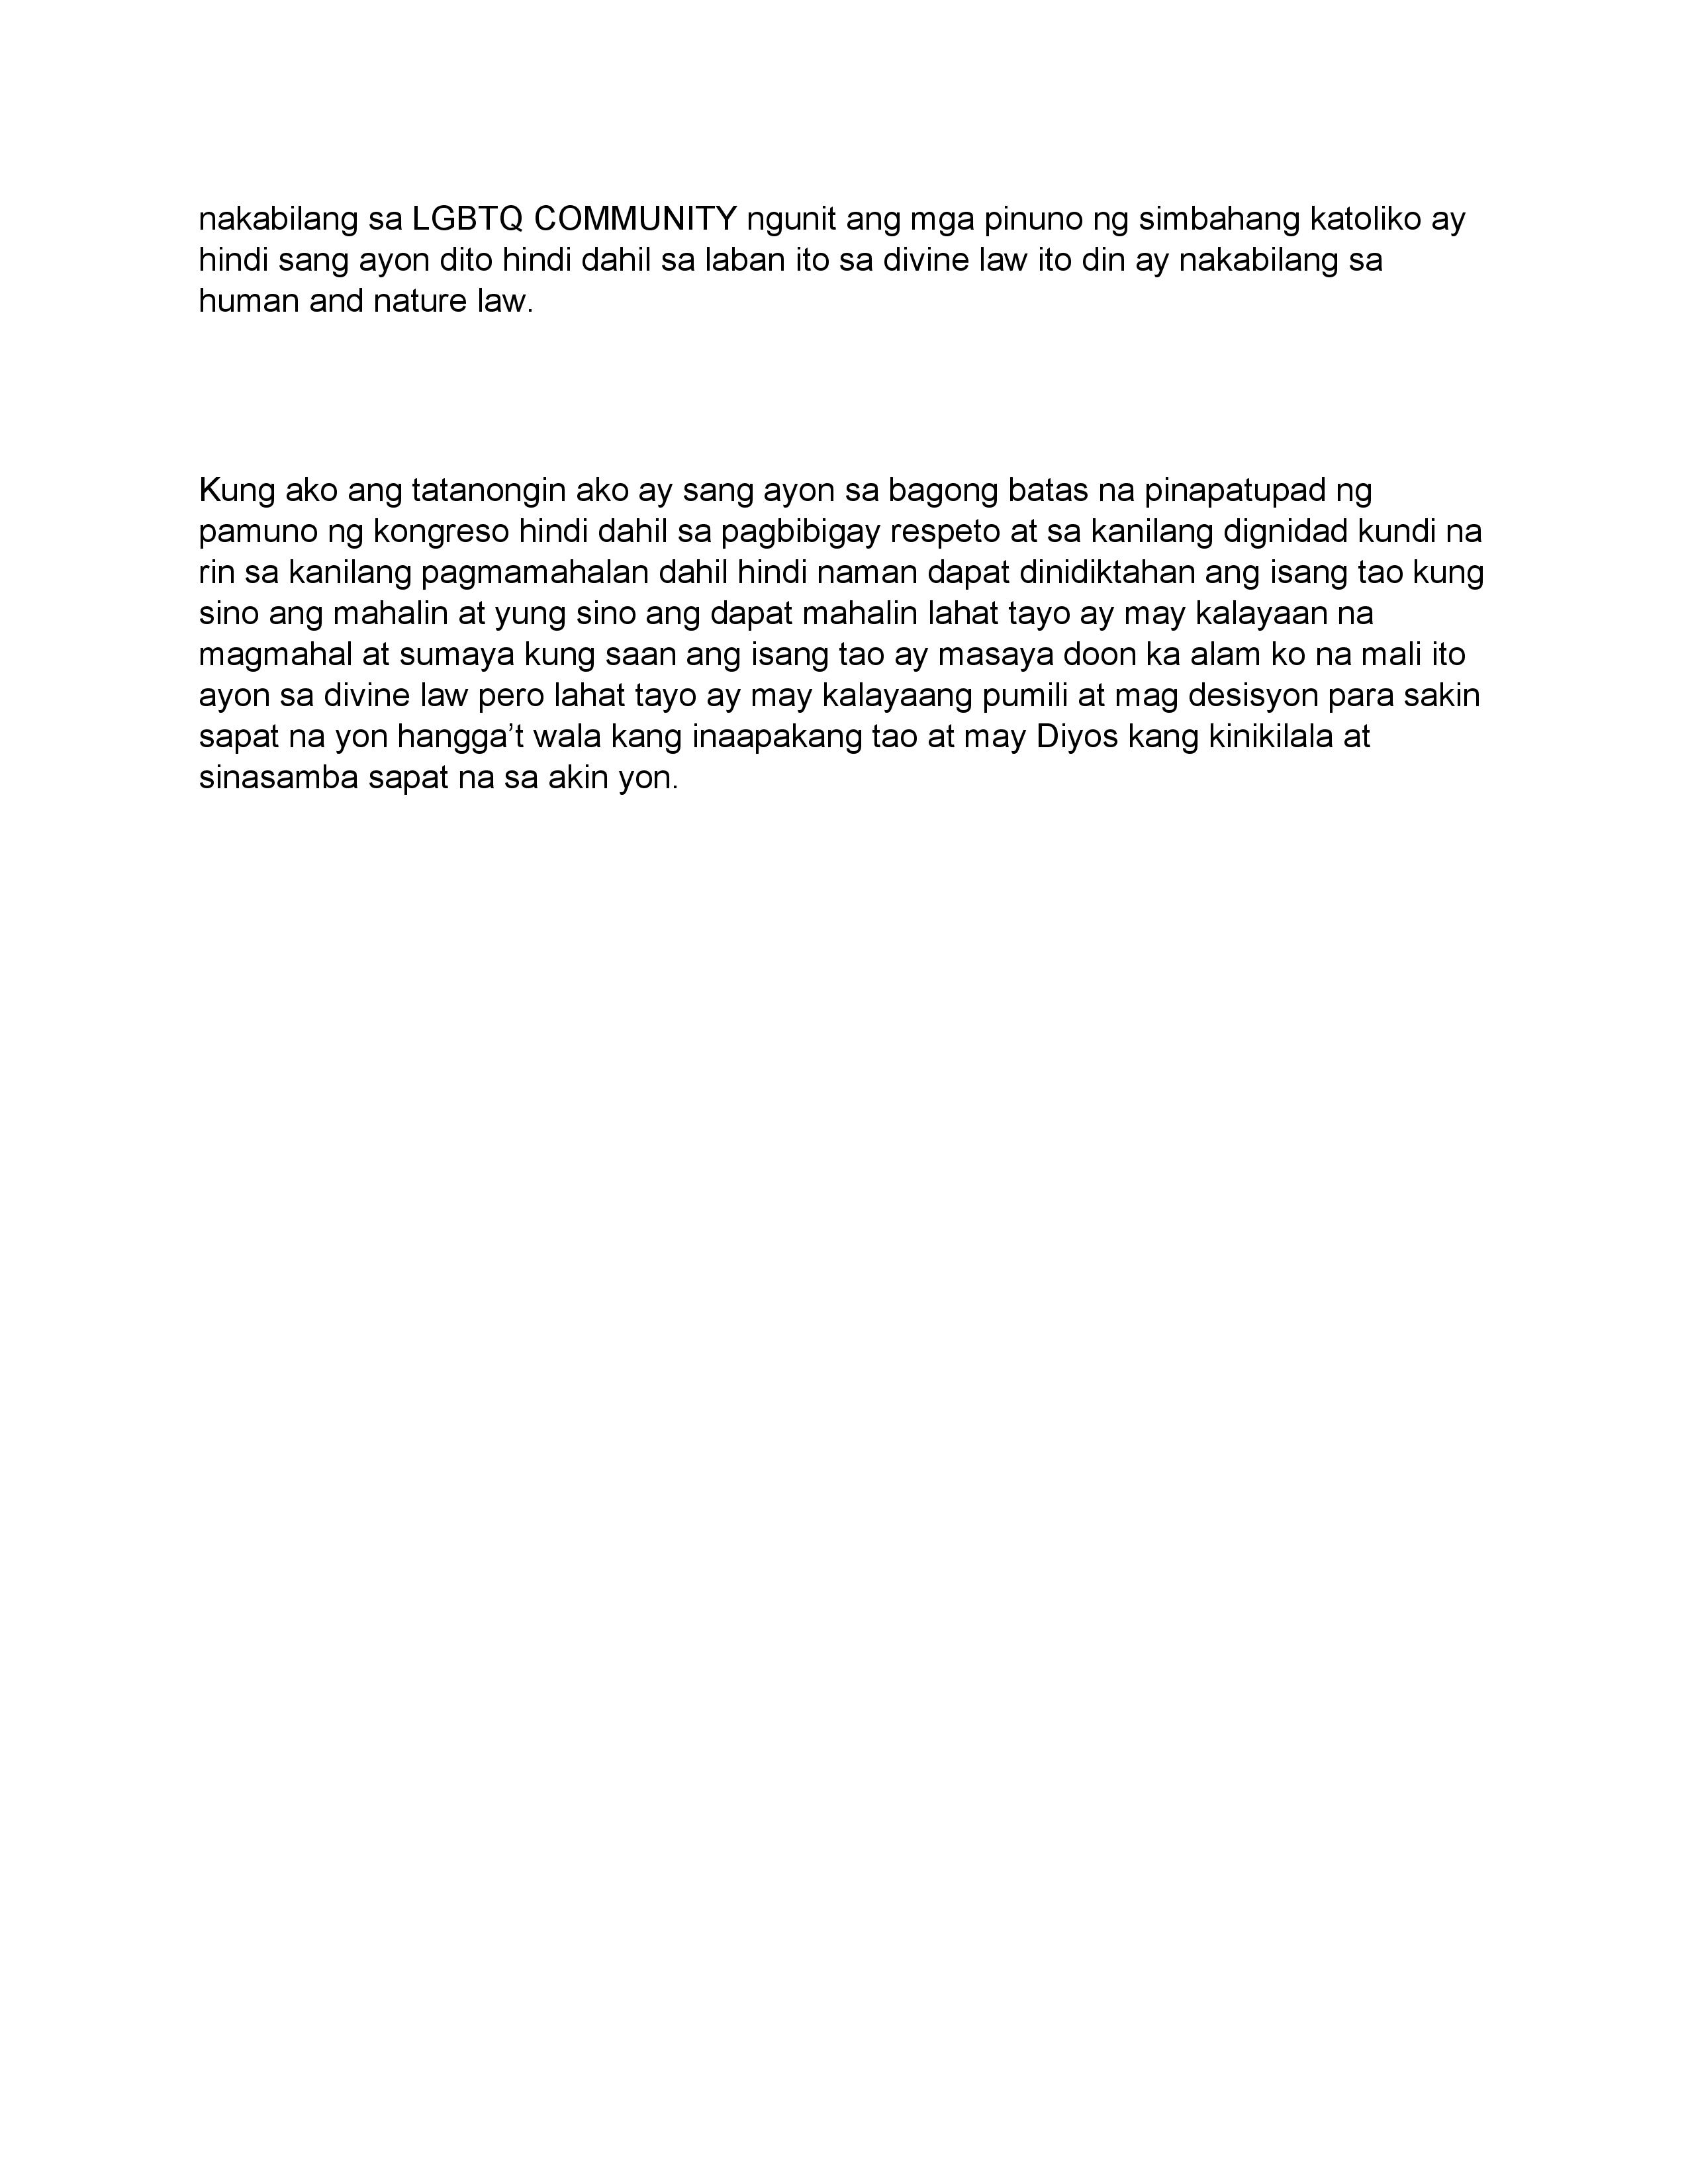 nakabilang sa LGBTQ COMMUNITY ngunit ang mga pinuno ng simbahang katoliko ay
hindi sang ayon dito hindi dahil sa laban ito sa divine law ito din ay nakabilang sa
human and nature law.
Kung ako ang tatanongin ako ay sang ayon sa bagong batas na pinapatupad ng
pamuno ng kongreso hindi dahil sa pagbibigay respeto at sa kanilang dignidad kundi na
rin sa kanilang pagmamahalan dahil hindi naman dapat dinidiktahan ang isang tao kung
sino ang mahalin at yung sino ang dapat mahalin lahat tayo ay may kalayaan na
magmahal at sumaya kung saan ang isang tao ay masaya doon ka alam ko na mali ito
ayon sa divine law pero lahat tayo ay may kalayaang pumili at mag desisyon para sakin
sapat na yon hangga’t wala kang inaapakang tao at may Diyos kang kinikilala at
sinasamba sapat na sa akin yon.